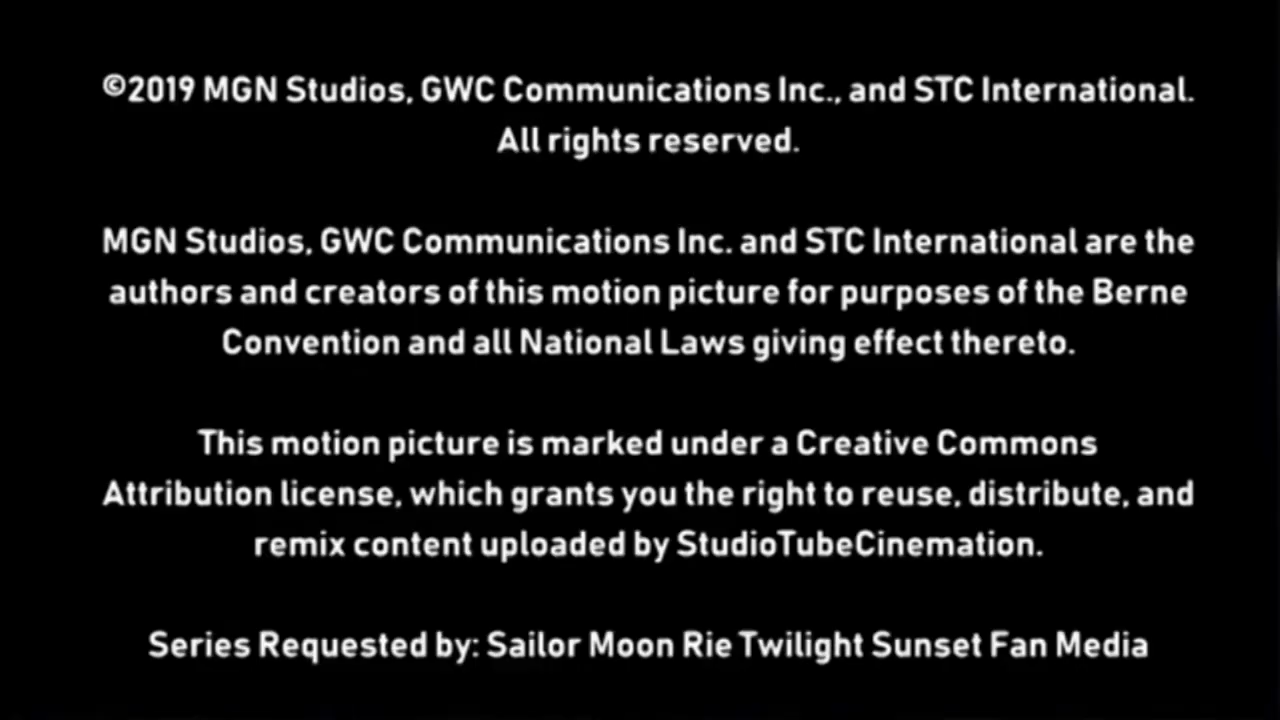 ©2019 MGN Studios, GWC Communications Inc., and STC International.
All rights reserved.
MGN Studios, GWC Communications Inc. and STC International are the
authors and creators of this motion picture for purposes of the Berne
Convention and all National Laws giving effect thereto.
This motion picture is marked under a Creative Commons
Attribution license, which grants you the right to reuse, distribute, and
remix content uploaded by StudioTubeCinemation.
Series Requested by: Sailor Moon Rie Twilight Sunset Fan Media